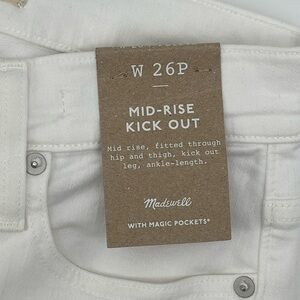 W 26P
MID-RISE
KICK OUT
Mid rise, fitted through
hip and thigh, kick out
leg, ankle-length.
Madewell
WITH MAGIC POCKETS®